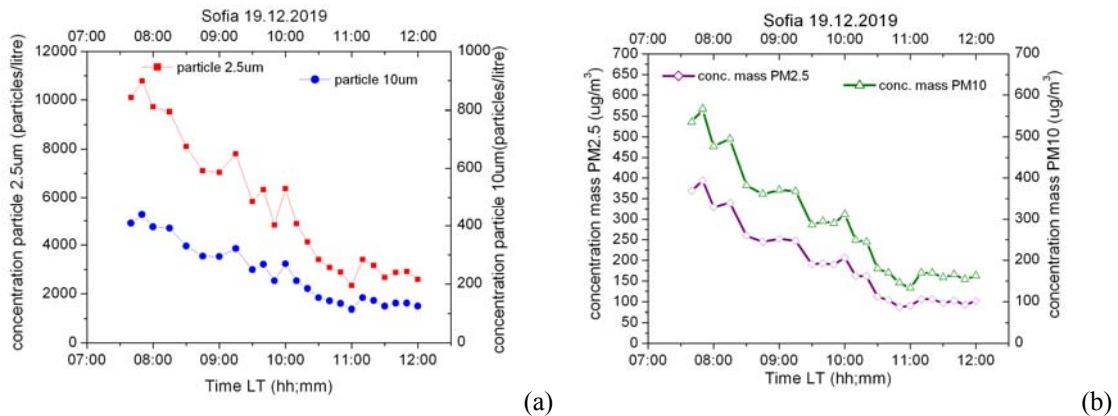 Sofia 19.12.2019
07:00 08:00 09:00 10:00 11:00 12:00
12000
10000
8000
6000
4000
2000
0
concentration particle 2.5um (particles/litre)
particle 2.5um
particle 10um
1000
800
600
400
200
0
concentration particle 10um(particles/litre)
07:00 08:00 09:00 10:00 11:00 12:00
Time LT (hh;mm)
(a)
Sofia 19.12.2019
07:00 08:00 09:00 10:00 11:00 12:00
700
650
600
550
500
450
400
350
300
250
200
150
100
50
0
concentration mass PM2.5 (ug/m³)
conc. mass PM2.5
conc. mass PM10
700
600
500
400
300
200
100
0
concentration mass PM10 (ug/m³)
07:00 08:00 09:00 10:00 11:00 12:00
Time LT (hh;mm)
(b)